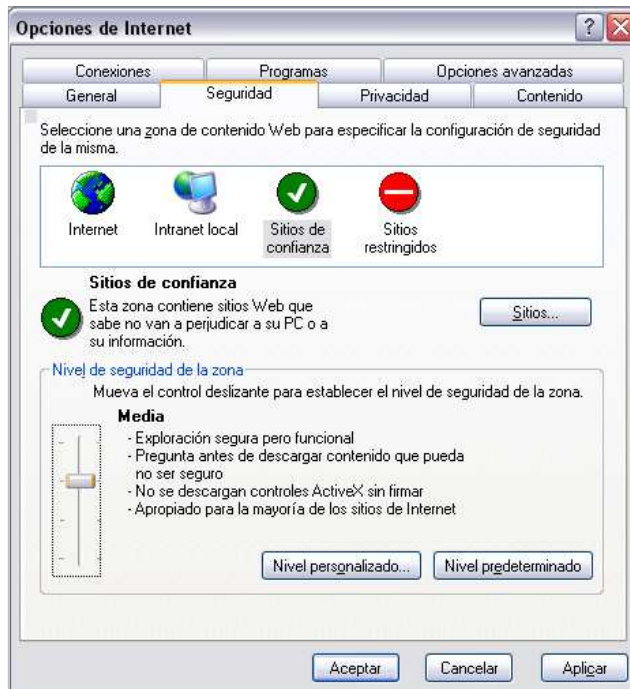 Opciones de Internet
Conexiones Programas Opciones avanzadas
General Seguridad Privacidad Contenido
Seleccione una zona de contenido Web para especificar la configuración de seguridad
de la misma.
Internet Intranet local Sitios de confianza Sitios restringidos
Sitios de confianza
Esta zona contiene sitios Web que
sabe no van a perjudicar a su PC o a
su información.
Sitios...
Nivel de seguridad de la zona
Mueva el control deslizante para establecer el nivel de seguridad de la zona.
Media
- Exploración segura pero funcional
- Pregunta antes de descargar contenido que pueda
no ser seguro
- No se descargan controles ActiveX sin firmar
- Apropiado para la mayoría de los sitios de Internet
Nivel personalizado... Nivel predeterminado
Aceptar Cancelar Aplicar